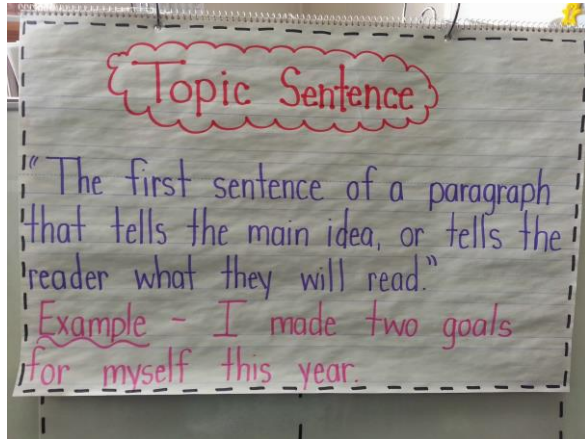 Topic Sentence
"The first sentence of a paragraph
that tells the main idea, or tells the
reader what they will read."
Example - I made two goals
for myself this year.